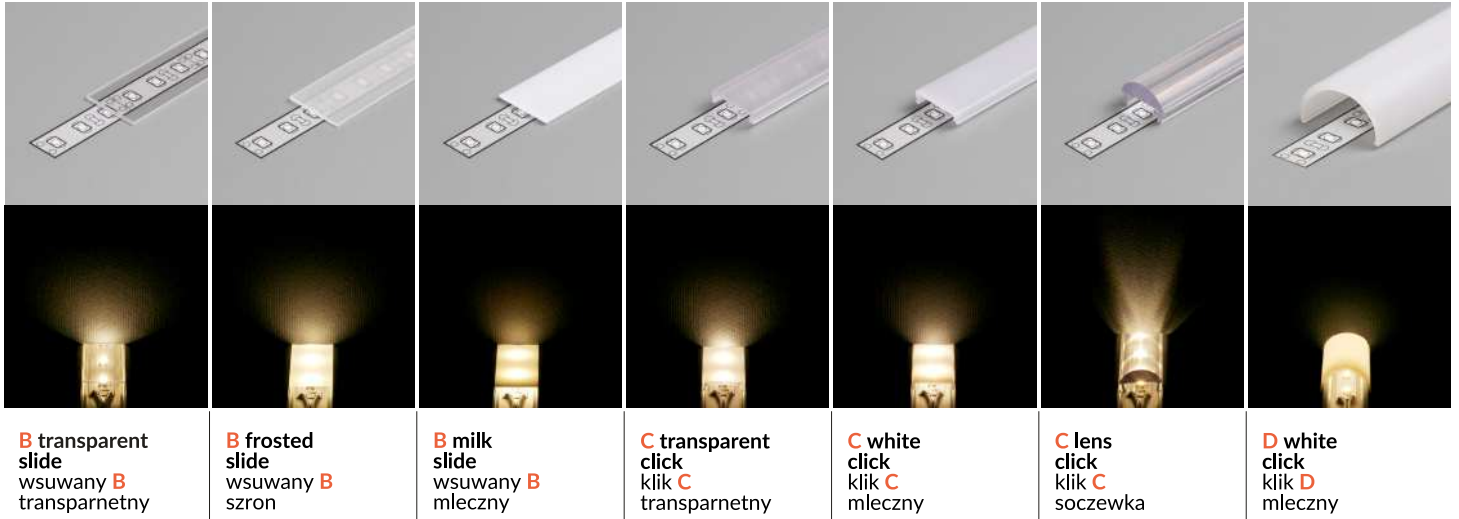 B transparent
slide
wsuwany B
transparnetny
B frosted
slide
wsuwany B
szron
B milk
slide
wsuwany B
mleczny
C transparent
click
klik C
transparnetny
C white
click
klik C
mleczny
C lens
click
klik C
soczewka
D white
click
klik D
mleczny